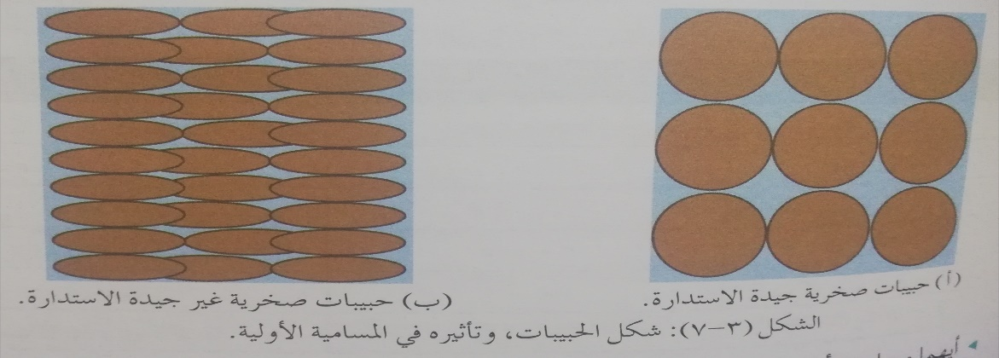 (أ) حبيبات صخرية جيدة الاستدارة.
(ب) حبيبات صخرية غير جيدة الاستدارة.
الشكل (٣-٧): شكل الحبيبات، وتأثيره في المسامية الأولية.